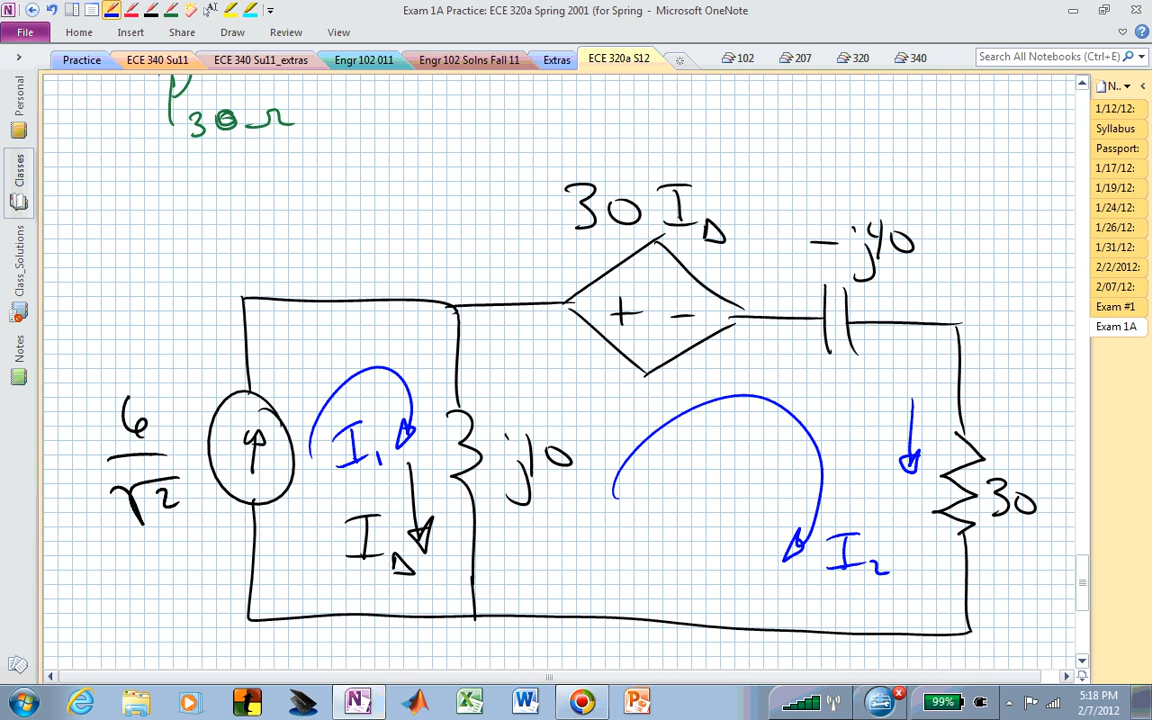 Exam 1A Practice: ECE 320a Spring 2001 (for Spring - Microsoft OneNote
File Home Insert Share Draw Review View
Practice ECE 340 Su11 ECE 340 Su11_extras Engr 102 011 Engr 102 Solns Fall 11 Extras ECE 320a S12 102 207 320 340 Search All Notebooks (Ctrl+E)
N..
Personal
Classes
Class_Solutions
Notes
1/12/12:
Syllabus
Passport:
1/17/12:
1/19/12:
1/24/12:
1/26/12:
1/31/12:
2/2/2012:
2/07/12:
Exam #1
Exam 1A
P
30Ω
30 I Δ
-j40
+ -
6
√2
I1
j10
30
I Δ
I2
99%
5:18 PM
2/7/2012